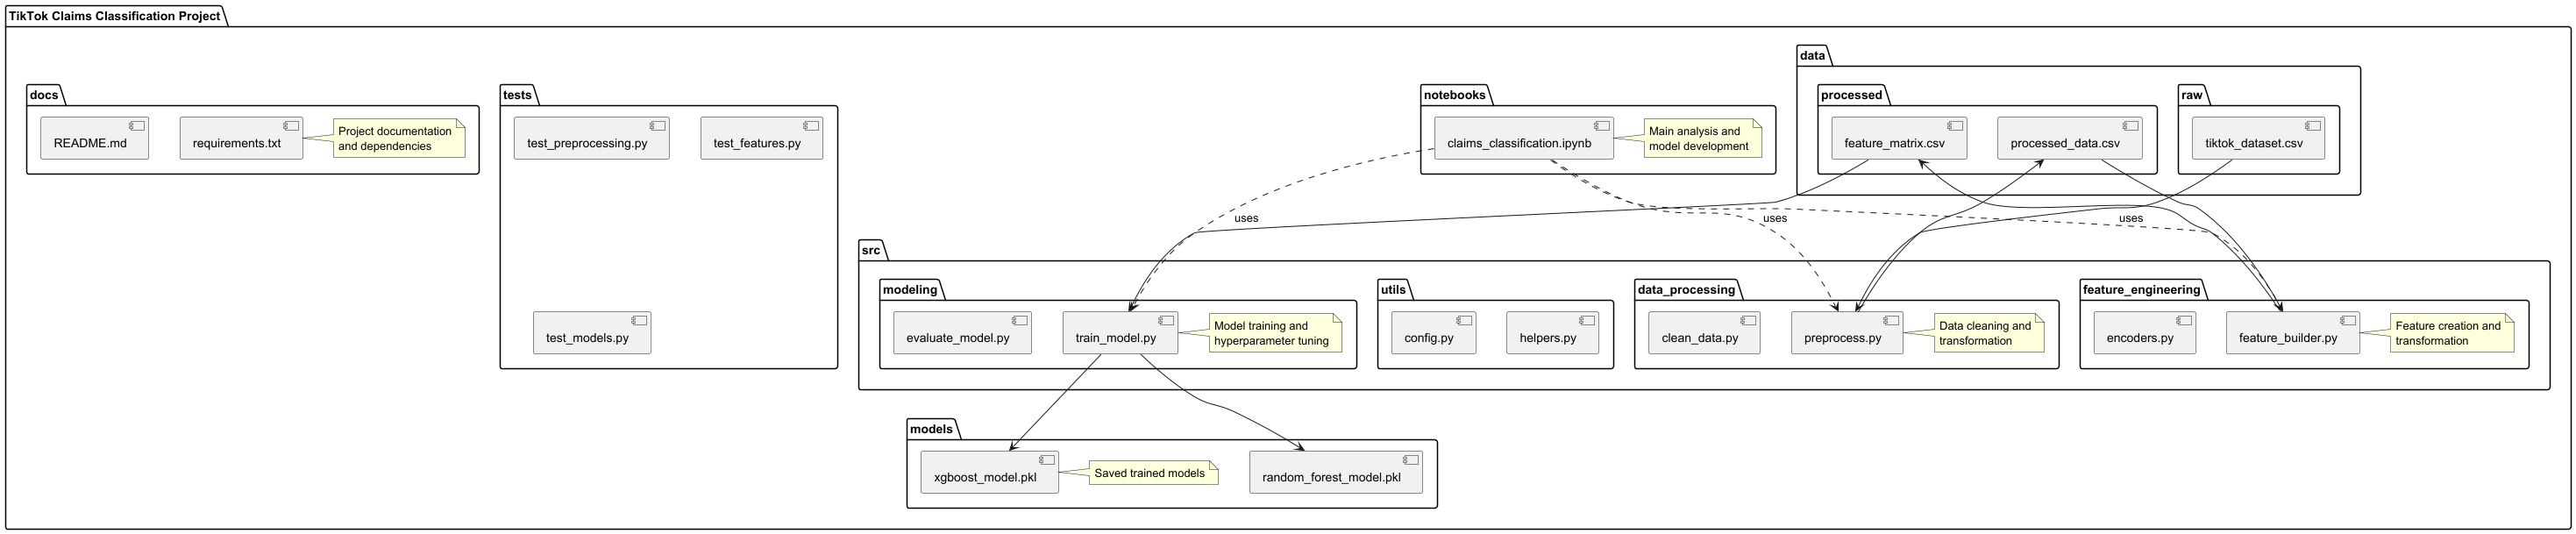 TikTok Claims Classification Project
docs
README.md
requirements.txt
Project documentation
and dependencies
tests
test_preprocessing.py
test_features.py
test_models.py
notebooks
claims_classification.ipynb
Main analysis and
model development
data
processed
feature_matrix.csv
processed_data.csv
raw
tiktok_dataset.csv
uses
uses
uses
src
modeling
evaluate_model.py
train_model.py
Model training and
hyperparameter tuning
utils
config.py
helpers.py
data_processing
clean_data.py
preprocess.py
Data cleaning and
transformation
feature_engineering
encoders.py
feature_builder.py
Feature creation and
transformation
models
xgboost_model.pkl
Saved trained models
random_forest_model.pkl